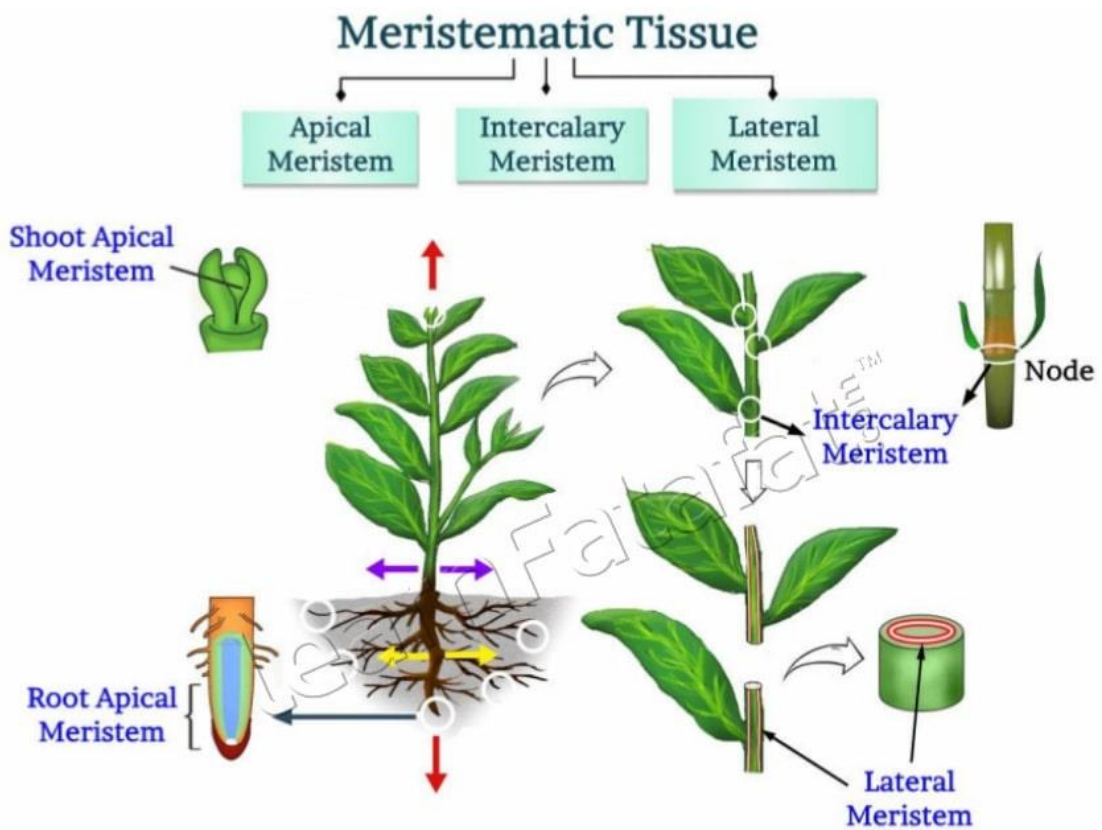 Meristematic Tissue
Apical
Meristem
Intercalary
Meristem
Lateral
Meristem
Shoot Apical
Meristem
Node
Intercalary
Meristem
Root Apical
Meristem
Lateral
Meristem